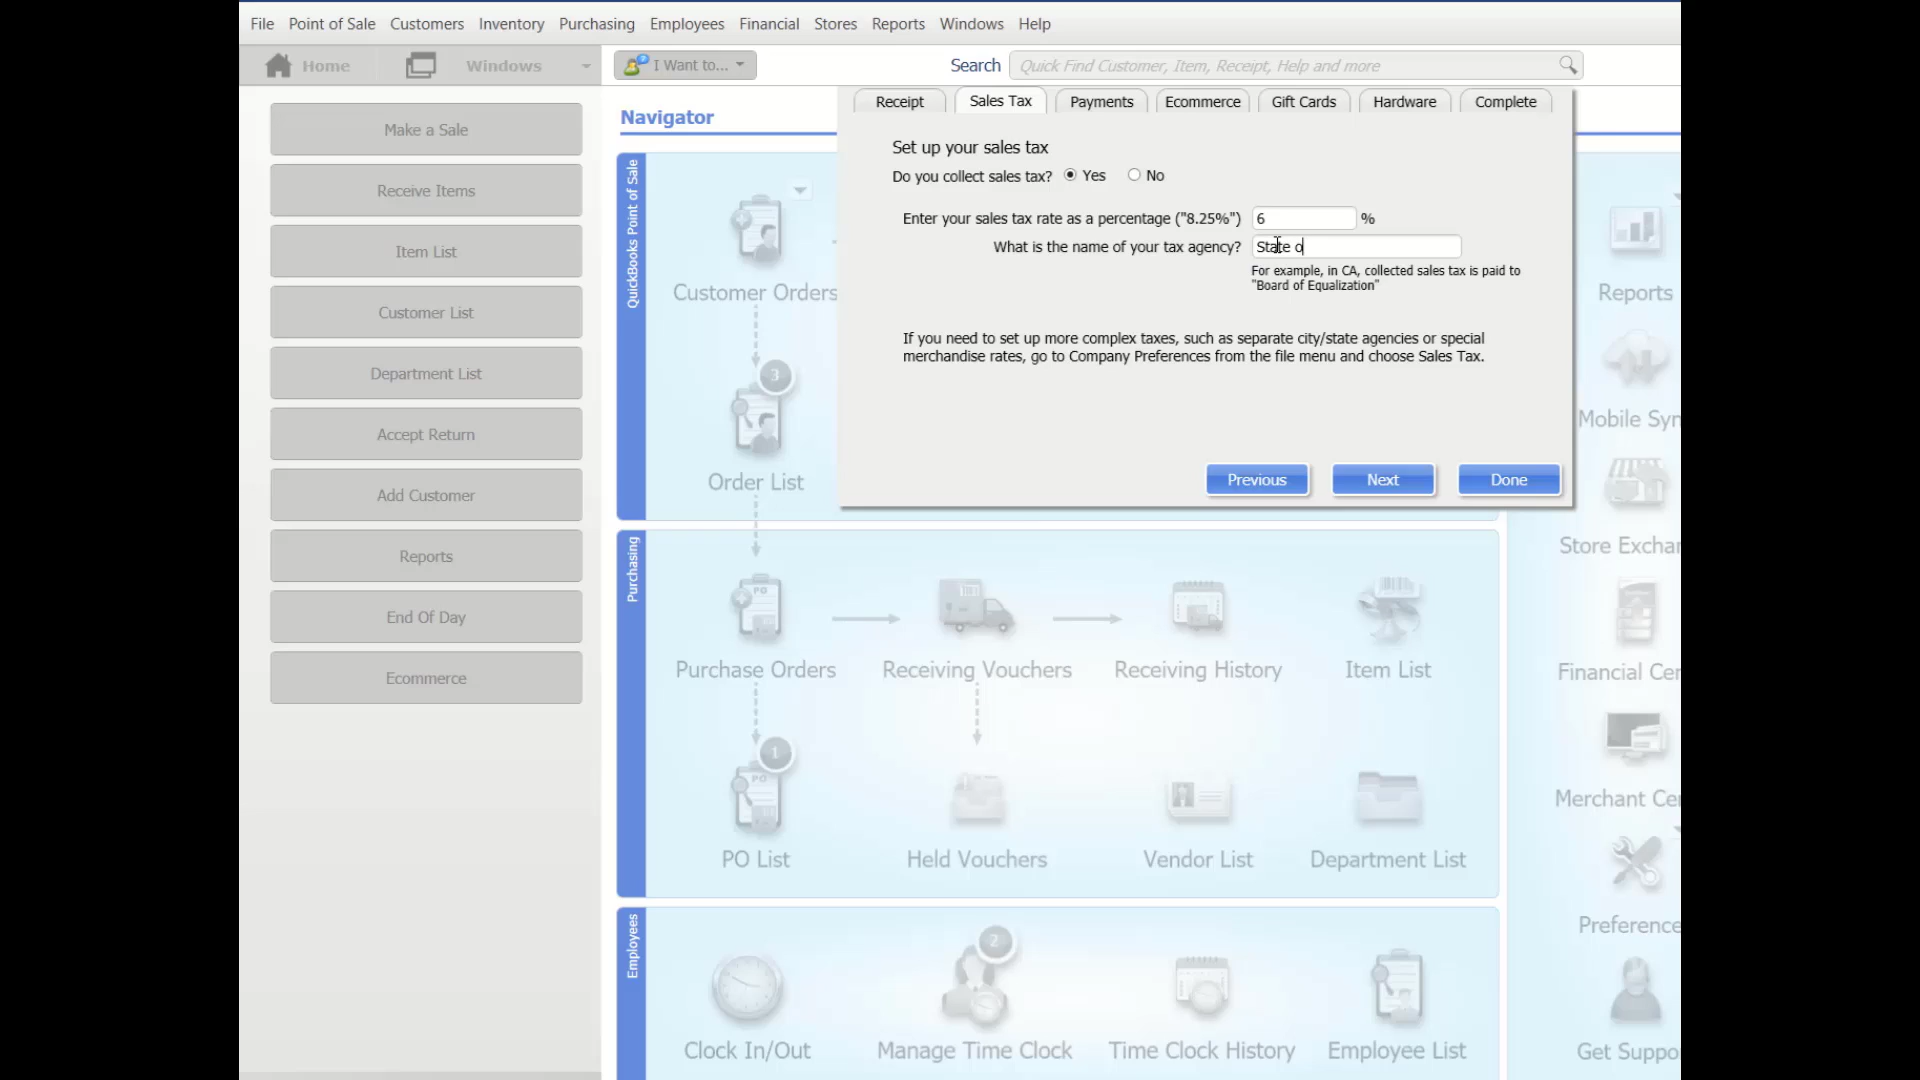 File Point of Sale Customers Inventory Purchasing Employees Financial Stores Reports Windows Help
Home Windows I Want to... Search Quick Find Customer, Item, Receipt, Help and more
Make a Sale
Receive Items
Item List
Customer List
Department List
Accept Return
Add Customer
Reports
End Of Day
Ecommerce
Navigator
Receipt Sales Tax Payments Ecommerce Gift Cards Hardware Complete
Set up your sales tax
Do you collect sales tax? Yes No
Enter your sales tax rate as a percentage ("8.25%") 6 %
What is the name of your tax agency? State o
For example, in CA, collected sales tax is paid to
"Board of Equalization"
If you need to set up more complex taxes, such as separate city/state agencies or special
merchandise rates, go to Company Preferences from the file menu and choose Sales Tax.
Previous Next Done
QuickBooks Point of Sale
Customer Orders
3
Order List
Purchasing
PO
Purchase Orders Receiving Vouchers Receiving History Item List
1
PO
PO List Held Vouchers Vendor List Department List
Employees
2
Clock In/Out Manage Time Clock Time Clock History Employee List
Reports
Mobile Syn
Store Exchan
Financial Cen
Merchant Cen
Preference
Get Suppo